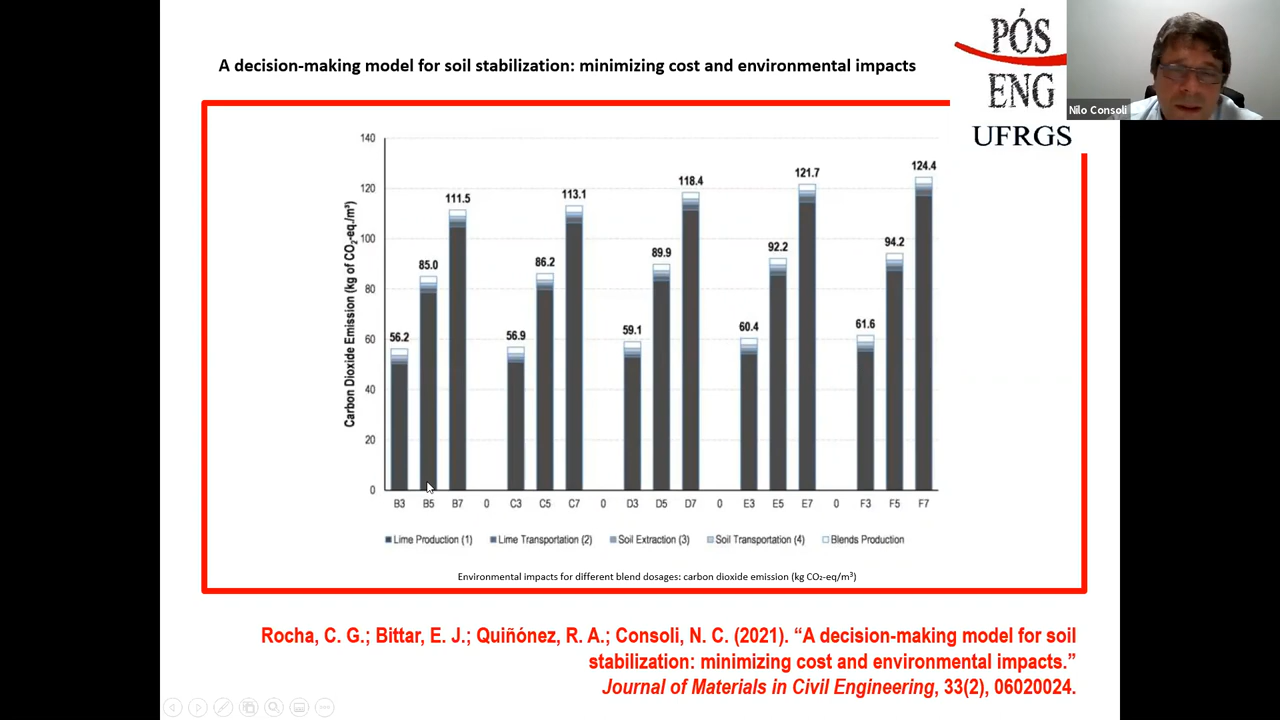 A decision-making model for soil stabilization: minimizing cost and environmental impacts
PÓS
ENG
UFRGS
Nilo Consoli
Carbon Dioxide Emission (kg of CO₂-eq./m³)
140
120
100
80
60
40
20
0
56.2
85.0
111.5
56.9
86.2
113.1
59.1
89.9
118.4
60.4
92.2
121.7
61.6
94.2
124.4
B3 B5 B7 0 C3 C5 C7 0 D3 D5 D7 0 E3 E5 E7 0 F3 F5 F7
Lime Production (1) Lime Transportation (2) Soil Extraction (3) Soil Transportation (4) Blends Production
Environmental impacts for different blend dosages: carbon dioxide emission (kg CO₂-eq/m³)
Rocha, C. G.; Bittar, E. J.; Quiñónez, R. A.; Consoli, N. C. (2021). “A decision-making model for soil
stabilization: minimizing cost and environmental impacts.”
Journal of Materials in Civil Engineering, 33(2), 06020024.